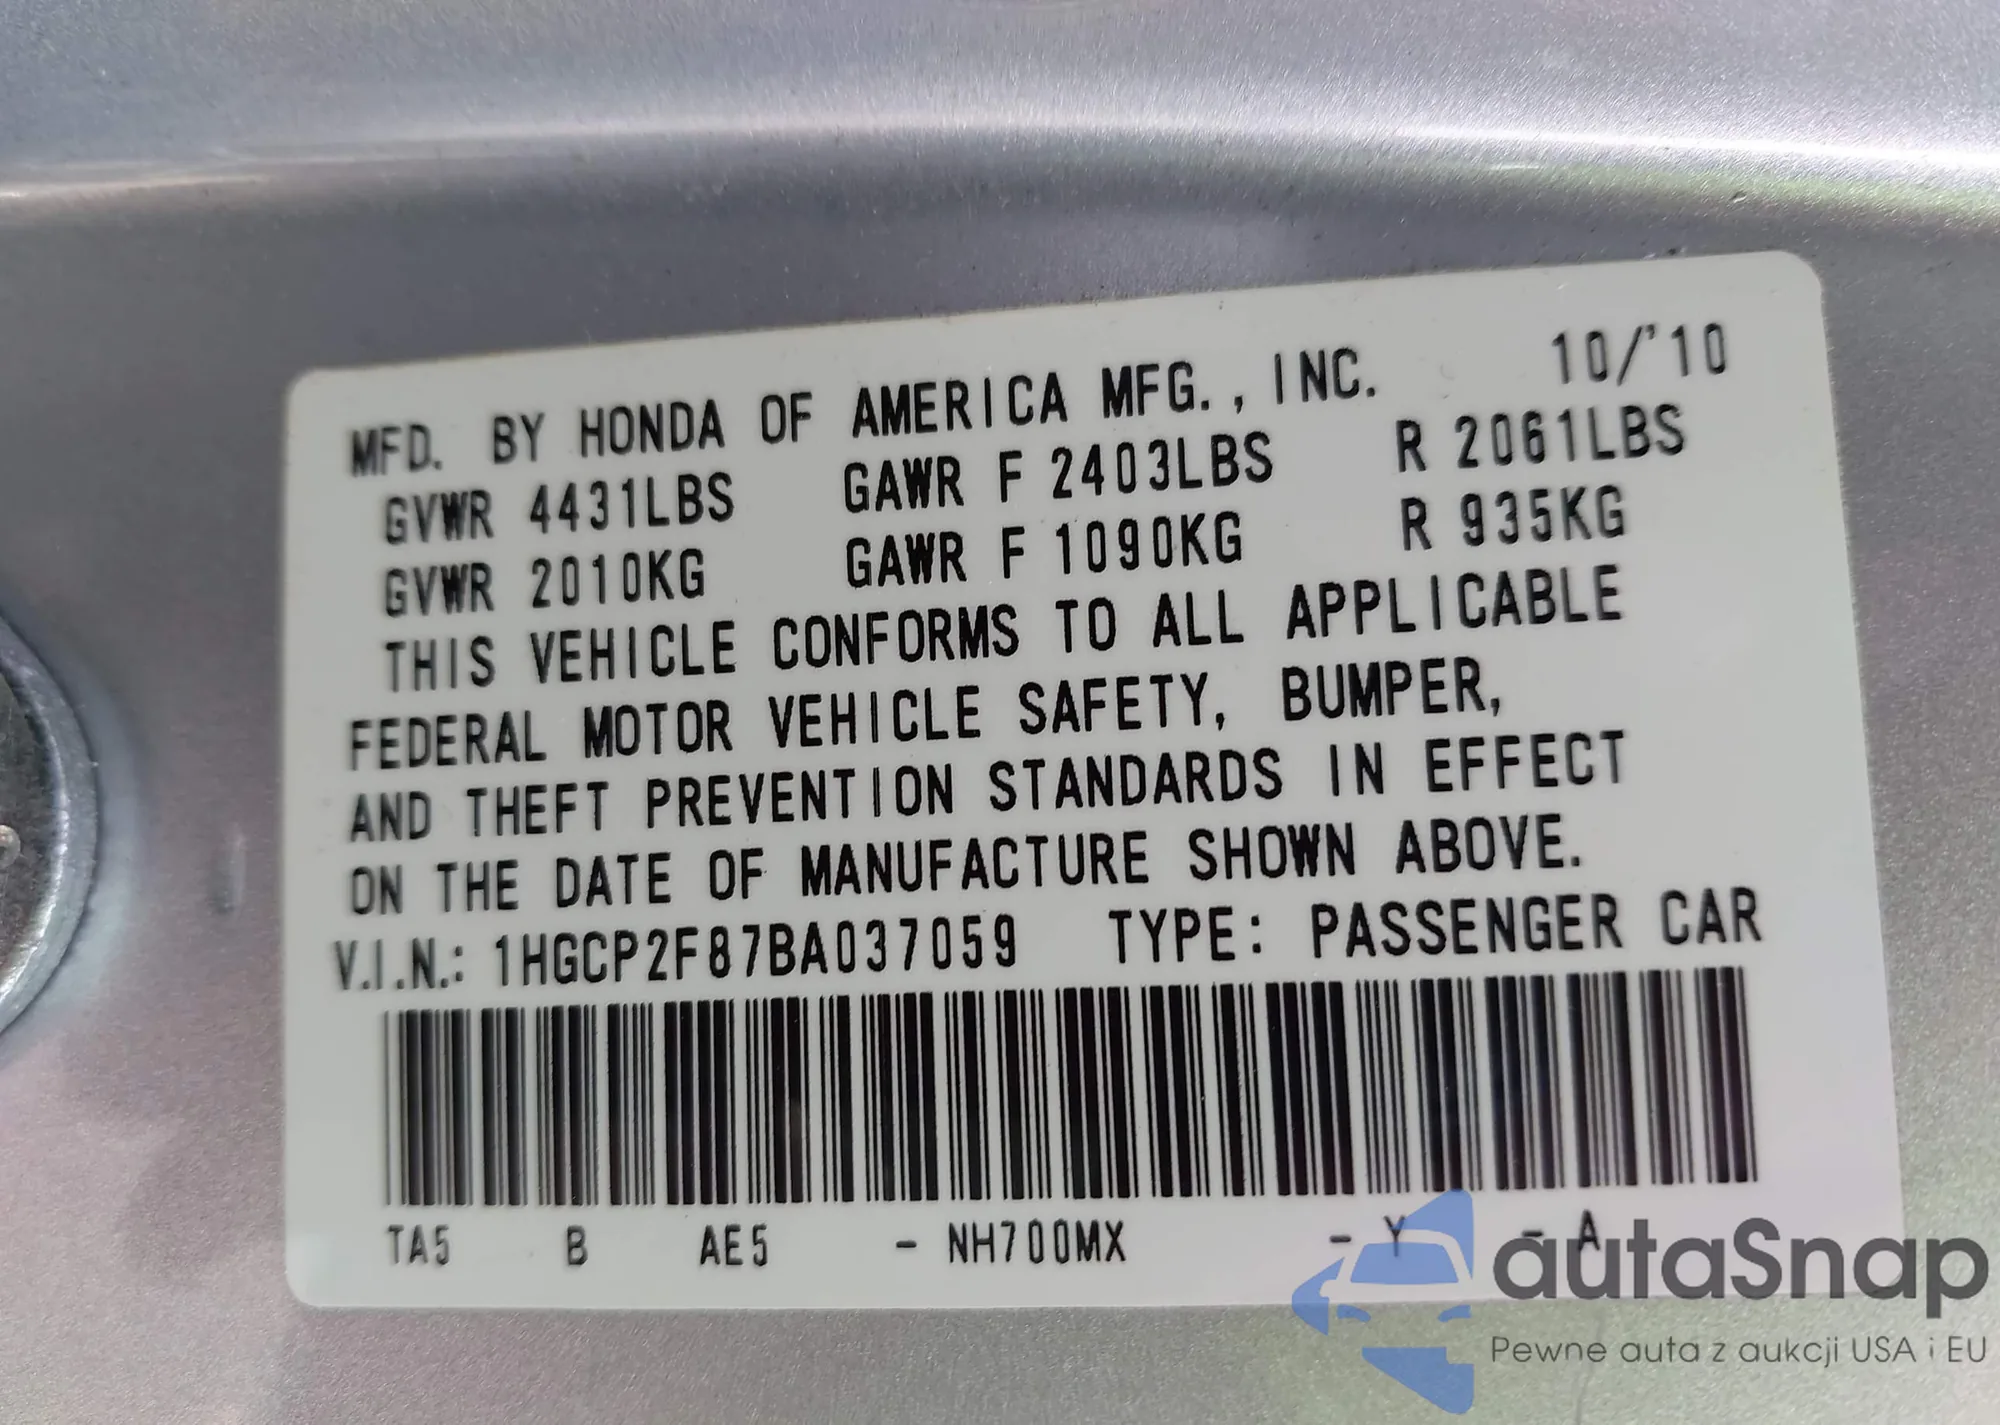 MFD. BY HONDA OF AMERICA MFG., INC. 10/'10
GVWR 4431LBS GAWR F 2403LBS R 2061LBS
GVWR 2010KG GAWR F 1090KG R 935KG
THIS VEHICLE CONFORMS TO ALL APPLICABLE
FEDERAL MOTOR VEHICLE SAFETY, BUMPER,
AND THEFT PREVENTION STANDARDS IN EFFECT
ON THE DATE OF MANUFACTURE SHOWN ABOVE.
V.I.N.: 1HGCP2F87BA037059 TYPE: PASSENGER CAR
TA5 B AE5 - NH700MX - Y - A
autaSnap
Pewne auta z aukcji USA i EU